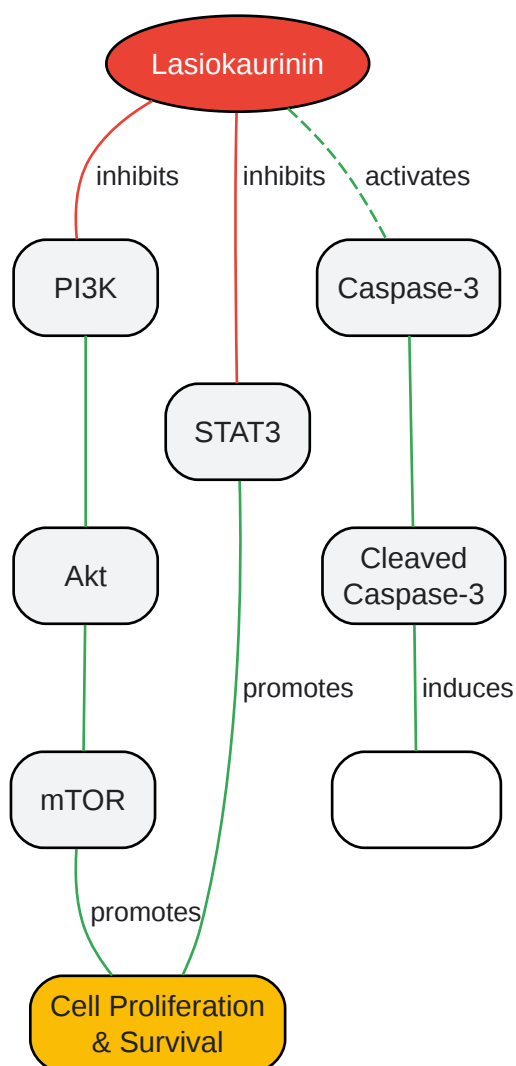 Lasiokaurinin
inhibits
inhibits
activates
PI3K
Caspase-3
STAT3
Akt
Cleaved
Caspase-3
promotes
induces
mTOR
promotes
Cell Proliferation
& Survival